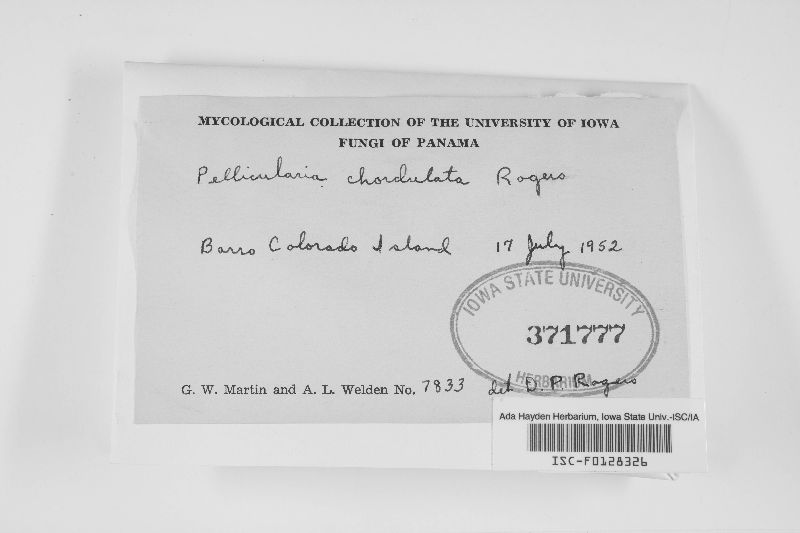 MYCOLOGICAL COLLECTION OF THE UNIVERSITY OF IOWA
FUNGI OF PANAMA
Pellicularia chordulata Rogers
Barro Colorado Island 17 July 1952
IOWA STATE UNIVERSITY
371777
HERBARIUM
G. W. Martin and A. L. Welden No. 7833 det D. P. Rogers
Ada Hayden Herbarium, Iowa State Univ.-ISC/IA
ISC-F0128326